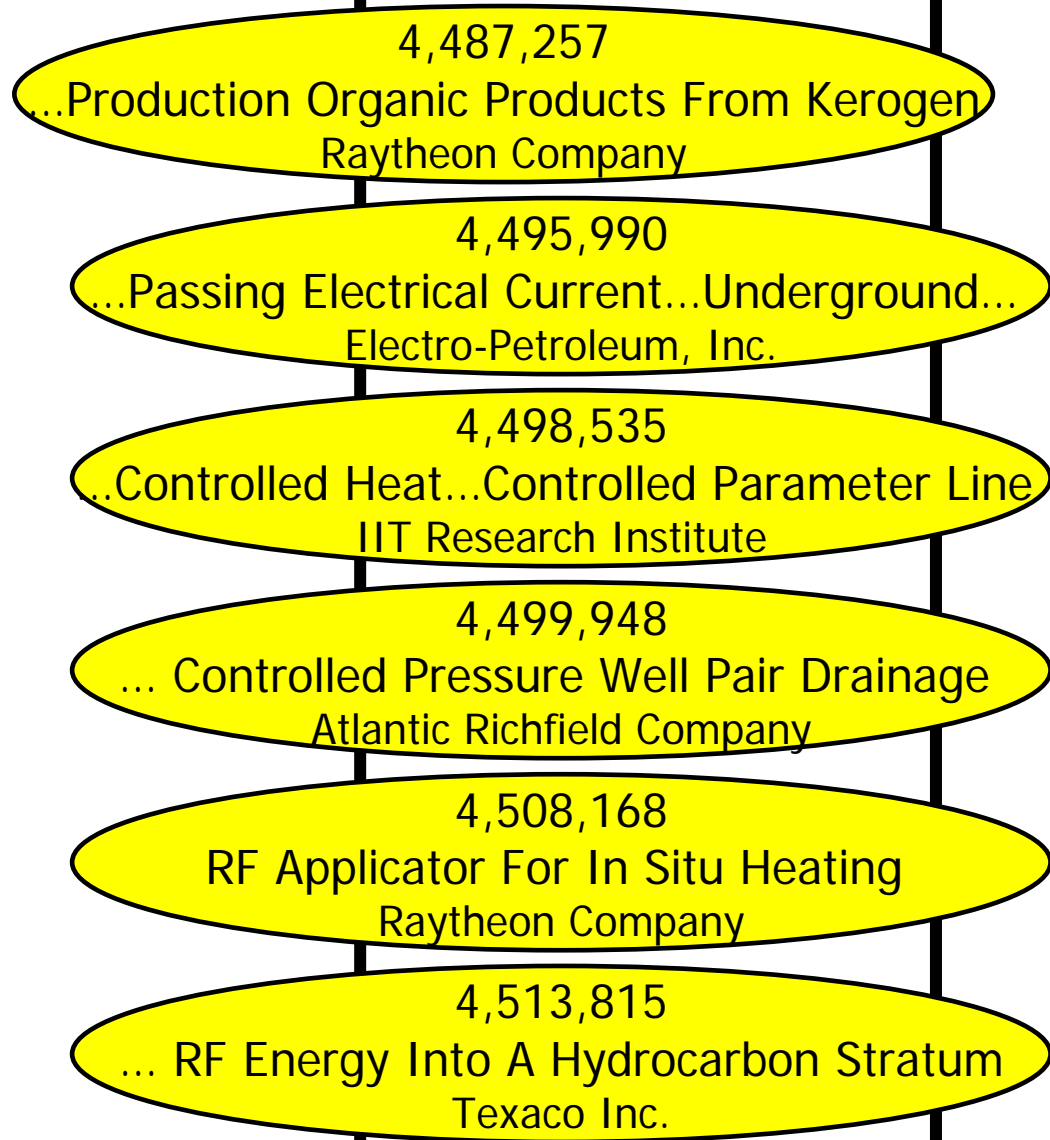 4,487,257
...Production Organic Products From Kerogen
Raytheon Company
4,495,990
...Passing Electrical Current...Underground...
Electro-Petroleum, Inc.
4,498,535
...Controlled Heat...Controlled Parameter Line
IIT Research Institute
4,499,948
... Controlled Pressure Well Pair Drainage
Atlantic Richfield Company
4,508,168
RF Applicator For In Situ Heating
Raytheon Company
4,513,815
... RF Energy Into A Hydrocarbon Stratum
Texaco Inc.